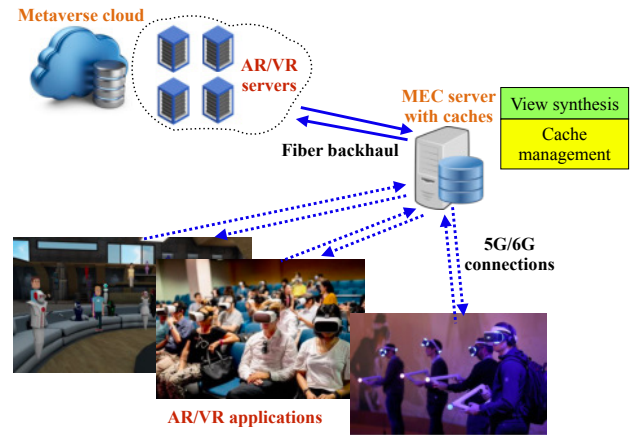 Metaverse cloud
AR/VR
servers
MEC server
with caches
View synthesis
Cache
management
Fiber backhaul
5G/6G
connections
AR/VR applications